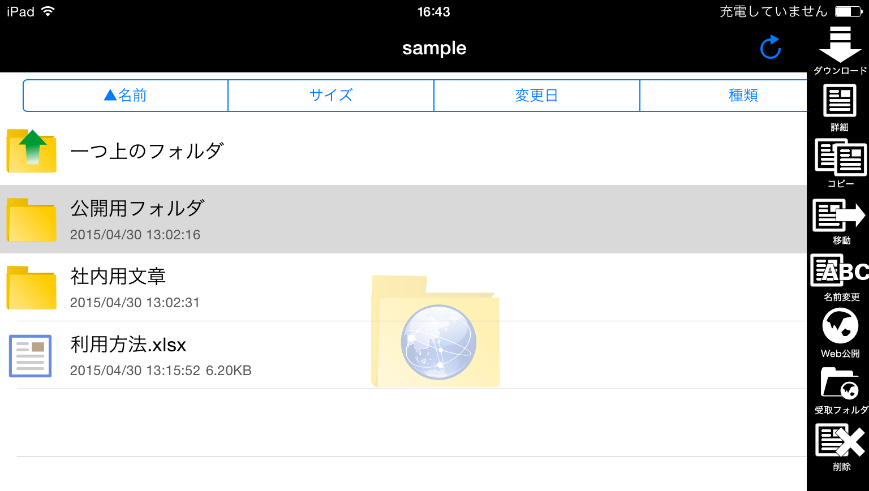 iPad 16:43 充電していません
sample
▲名前 サイズ 変更日 種類
一つ上のフォルダ
公開用フォルダ
2015/04/30 13:02:16
社内用文章
2015/04/30 13:02:31
利用方法.xlsx
2015/04/30 13:15:52 6.20KB
ダウンロード
詳細
コピー
移動
ABC
名前変更
Web公開
受取フォルダ
削除